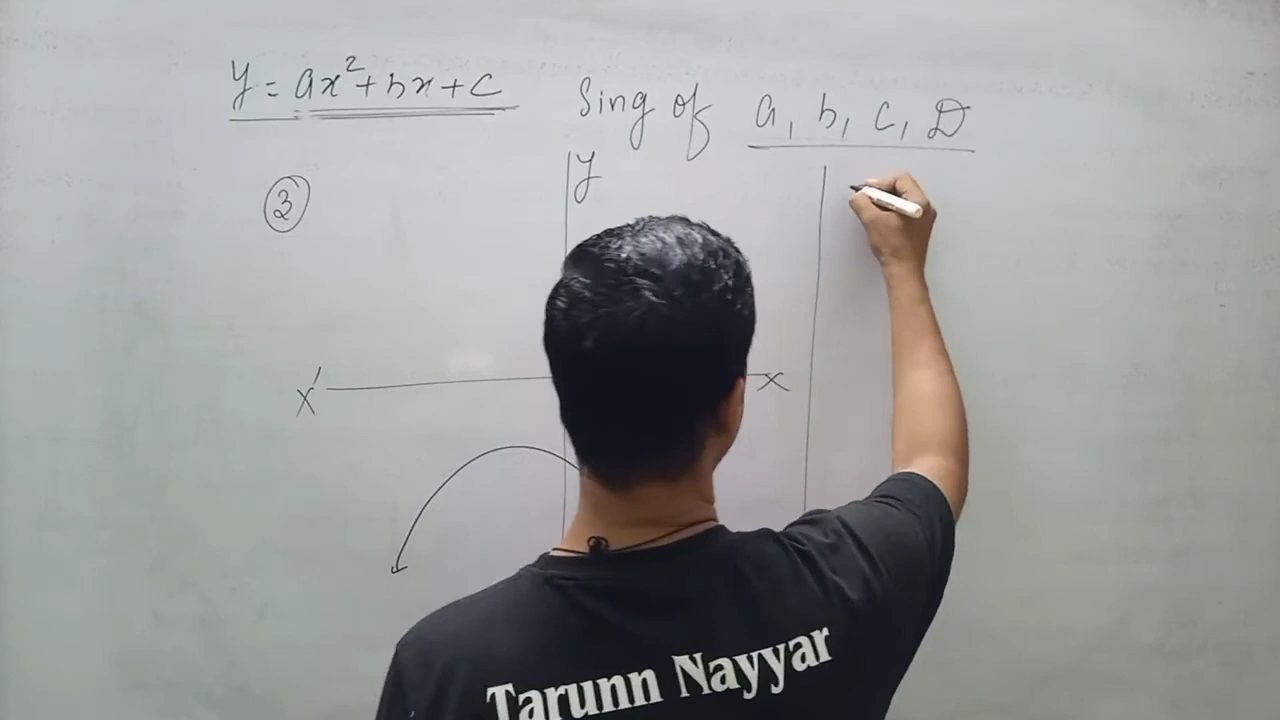 y = ax²+bx+c
Sing of a, b, c, D
y
3
X'
X
Tarunn Nayyar